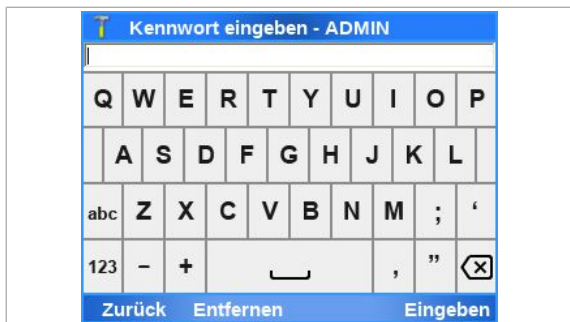 Kennwort eingeben - ADMIN
Q W E R T Y U I O P
A S D F G H J K L
abc Z X C V B N M ; ‘
123 - + , ”
Zurück Entfernen Eingeben